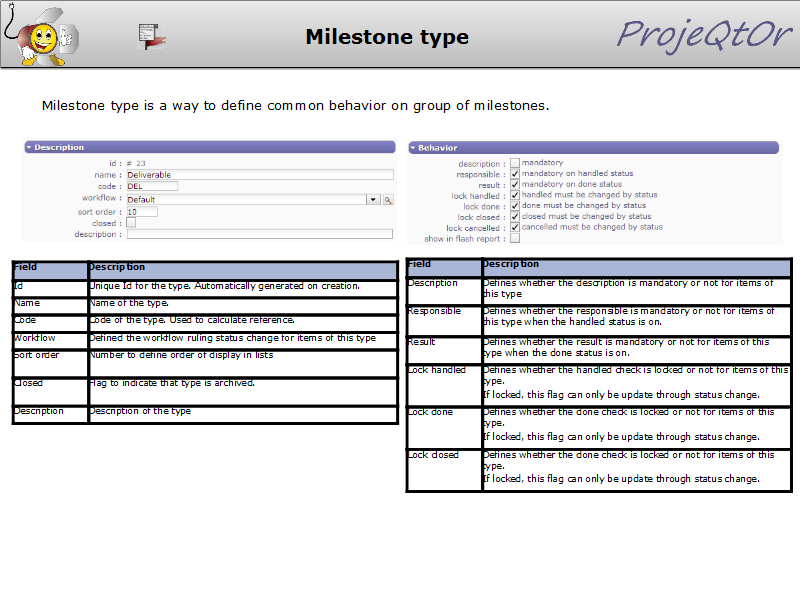 Milestone type
ProjeQtOr
Milestone type is a way to define common behavior on group of milestones.
Description
id : # 23
name : Deliverable
code : DEL
workflow : Default
sort order : 10
closed :
description :
Behavior
description : mandatory
responsible : mandatory on handled status
result : mandatory on done status
lock handled : handled must be changed by status
lock done : done must be changed by status
lock closed : closed must be changed by status
lock cancelled : cancelled must be changed by status
show in flash report :
Field Description
Id Unique Id for the type. Automatically generated on creation.
Name Name of the type.
Code Code of the type. Used to calculate reference.
Workflow Defined the workflow ruling status change for items of this type
Sort order Number to define order of display in lists
Closed Flag to indicate that type is archived.
Description Description of the type
Field Description
Description Defines whether the description is mandatory or not for items of
this type
Responsible Defines whether the responsible is mandatory or not for items of
this type when the handled status is on.
Result Defines whether the result is mandatory or not for items of this
type when the done status is on.
Lock handled Defines whether the handled check is locked or not for items of this
type.
If locked, this flag can only be update through status change.
Lock done Defines whether the done check is locked or not for items of this
type.
If locked, this flag can only be update through status change.
Lock closed Defines whether the done check is locked or not for items of this
type.
If locked, this flag can only be update through status change.